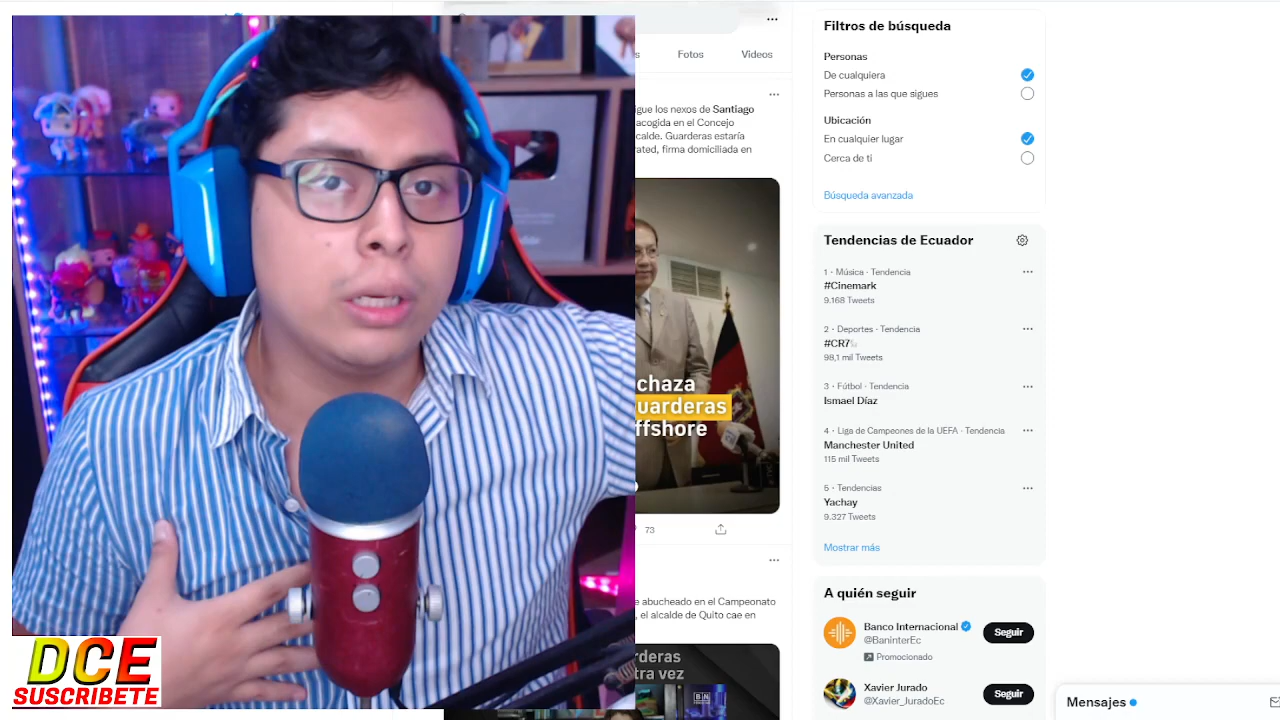 Fotos
Videos
igue los nexos de Santiago
acogida en el Concejo
calde. Guarderas estaría
rated, firma domiciliada en
chaza
uarderas
ffshore
73
e abucheado en el Campeonato
, el alcalde de Quito cae en
rderas
tra vez
BN
Filtros de búsqueda
Personas
De cualquiera
Personas a las que sigues
Ubicación
En cualquier lugar
Cerca de ti
Búsqueda avanzada
Tendencias de Ecuador
1 · Música · Tendencia
#Cinemark
9.168 Tweets
2 · Deportes · Tendencia
#CR7
98,1 mil Tweets
3 · Fútbol · Tendencia
Ismael Díaz
4 · Liga de Campeones de la UEFA · Tendencia
Manchester United
115 mil Tweets
5 · Tendencias
Yachay
9.327 Tweets
Mostrar más
A quién seguir
Banco Internacional
@BaninterEc
Seguir
Promocionado
Xavier Jurado
@Xavier_JuradoEc
Seguir
Mensajes
DCE
SUSCRIBETE